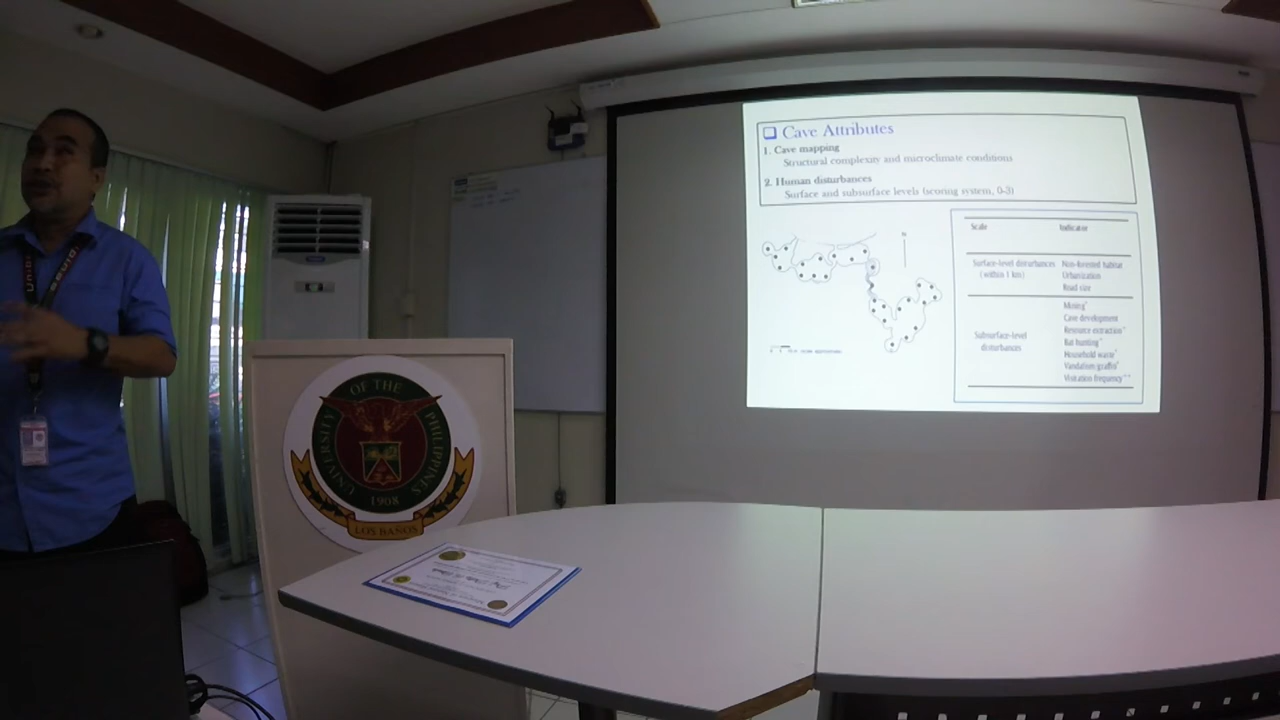 ❑ Cave Attributes
1. Cave mapping
Structural complexity and microclimate conditions
2. Human disturbances
Surface and subsurface levels (scoring system, 0-3)
N
Scale Indicator
Surface-level disturbances Non-forested habitat
(within 1 km) Urbanization
Road size
Mining*
Cave development
Subsurface-level Resource extraction*
disturbances Bat hunting*
Household waste*
Vandalism/graffiti*
Visitation frequency**
UNIVERSITY OF THE PHILIPPINES
1908
LOS BAÑOS